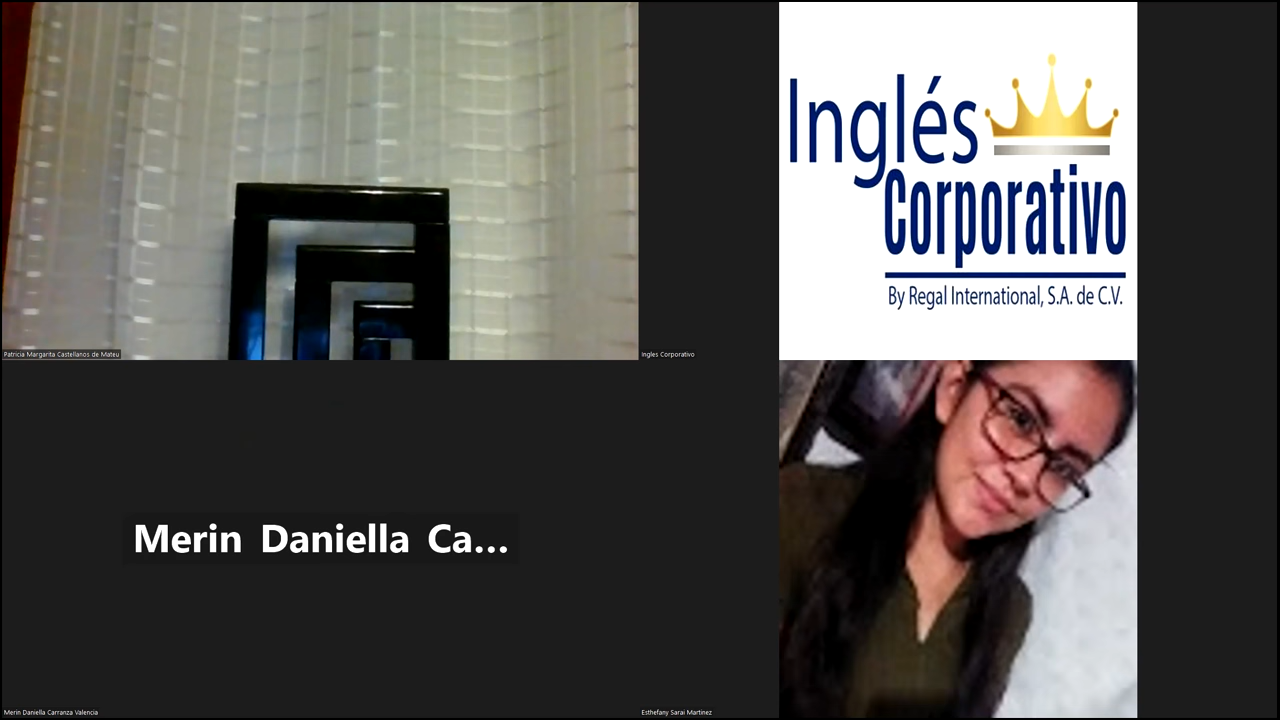 Inglés
Corporativo
By Regal International, S.A. de C.V.
Patricia Margarita Castellanos de Mateu
Ingles Corporativo
Merin Daniella Ca...
Merin Daniella Carranza Valencia
Esthefany Sarai Martinez